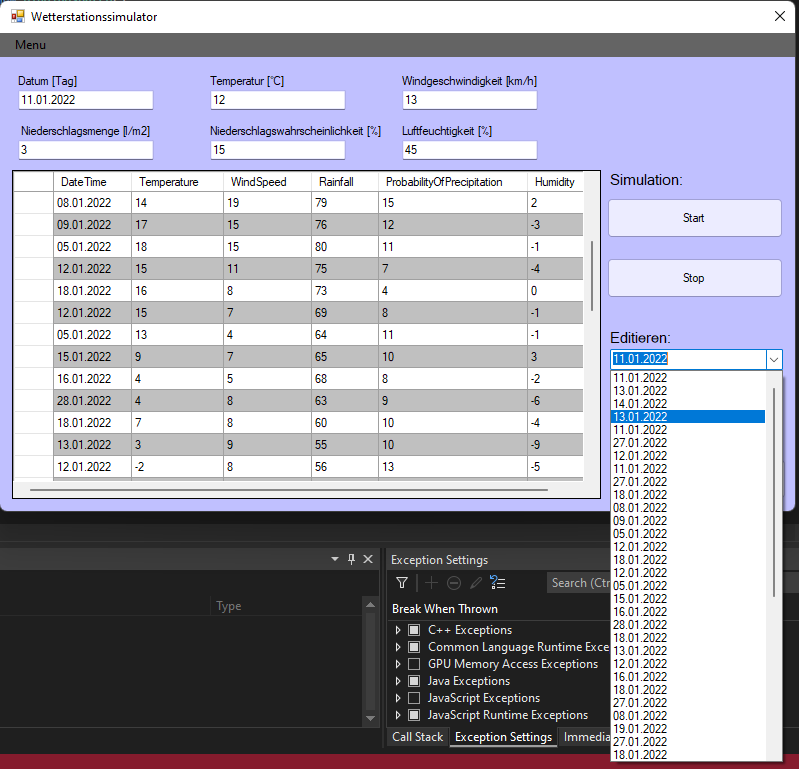 Wetterstationssimulator
Menu
Datum [Tag] Temperatur [°C] Windgeschwindigkeit [km/h]
11.01.2022 12 13
Niederschlagsmenge [l/m2] Niederschlagswahrscheinlichkeit [%] Luftfeuchtigkeit [%]
3 15 45
DateTime Temperature WindSpeed Rainfall ProbabilityOfPrecipitation Humidity
08.01.2022 14 19 79 15 2
09.01.2022 17 15 76 12 -3
05.01.2022 18 15 80 11 -1
12.01.2022 15 11 75 7 -4
18.01.2022 16 8 73 4 0
12.01.2022 15 7 69 8 -1
05.01.2022 13 4 64 11 -1
15.01.2022 9 7 65 10 3
16.01.2022 4 5 68 8 -2
28.01.2022 4 8 63 9 -6
18.01.2022 7 8 60 10 -4
13.01.2022 3 9 55 10 -9
12.01.2022 -2 8 56 13 -5
Simulation:
Start
Stop
Editieren:
11.01.2022
11.01.2022
13.01.2022
14.01.2022
13.01.2022
11.01.2022
27.01.2022
12.01.2022
11.01.2022
27.01.2022
18.01.2022
08.01.2022
09.01.2022
05.01.2022
12.01.2022
18.01.2022
12.01.2022
05.01.2022
15.01.2022
16.01.2022
28.01.2022
18.01.2022
13.01.2022
12.01.2022
16.01.2022
18.01.2022
27.01.2022
08.01.2022
19.01.2022
27.01.2022
18.01.2022
Type
Exception Settings
Search (Ctr
Break When Thrown
C++ Exceptions
Common Language Runtime Exce
GPU Memory Access Exceptions
Java Exceptions
JavaScript Exceptions
JavaScript Runtime Exceptions
Call Stack Exception Settings Immedia